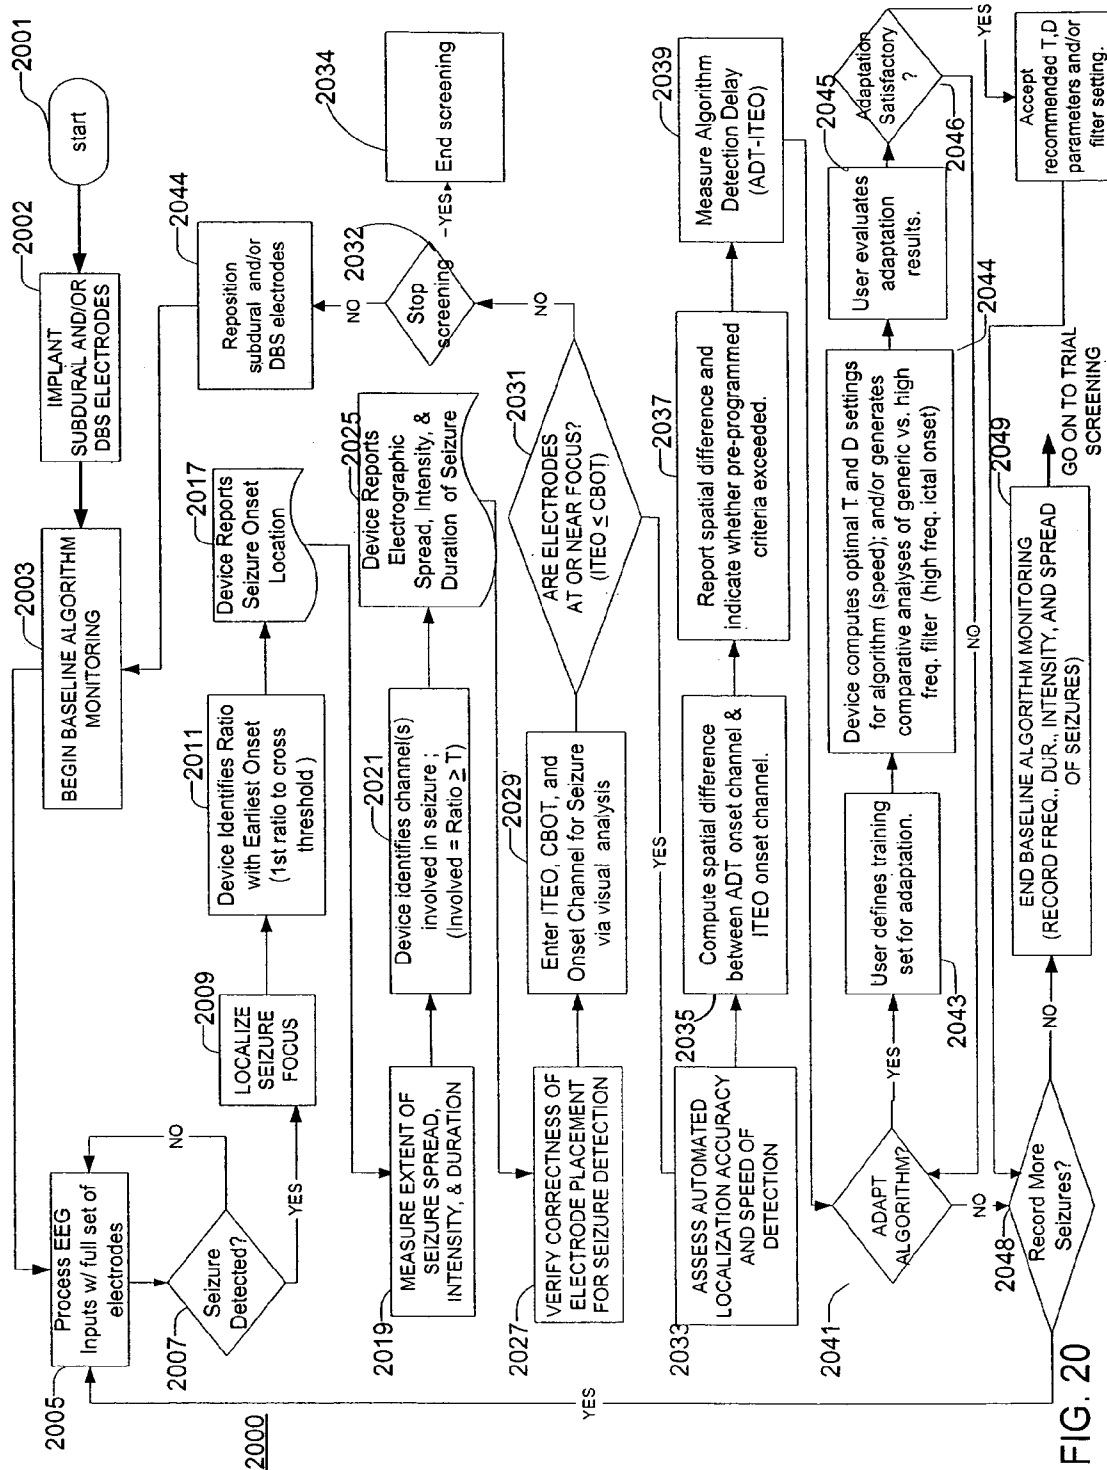 2001
start
2002
IMPLANT
SUBDURAL AND/OR
DBS ELECTRODES
2003
BEGIN BASELINE ALGORITHM
MONITORING
2005
Process EEG
Inputs w/ full set of
electrodes
2007
Seizure
Detected?
NO
YES
2009
LOCALIZE
SEIZURE
FOCUS
2011
Device Identifies Ratio
with Earliest Onset
(1st ratio to cross
threshold )
2017
Device Reports
Seizure Onset
Location
2019
MEASURE EXTENT OF
SEIZURE SPREAD,
INTENSITY, & DURATION
2021
Device identifies channel(s)
involved in seizure ;
(Involved = Ratio ≥ T)
2025
Device Reports
Electrographic
Spread, Intensity, &
Duration of Seizure
2027
VERIFY CORRECTNESS OF
ELECTRODE PLACEMENT
FOR SEIZURE DETECTION
2029
Enter ITEO, CBOT, and
Onset Channel for Seizure
via visual analysis
2031
ARE ELECTRODES
AT OR NEAR FOCUS?
(ITEO ≤ CBOT)
NO
YES
2032
Stop
screening
YES
2034
End screening
NO
2044
Reposition
subdural and/or
DBS electrodes
2033
ASSESS AUTOMATED
LOCALIZATION ACCURACY
AND SPEED OF
DETECTION
2035
Compute spatial difference
between ADT onset channel &
ITEO onset channel.
2037
Report spatial difference and
indicate whether pre-programmed
criteria exceeded.
2039
Measure Algorithm
Detection Delay
(ADT-ITEO)
2041
ADAPT
ALGORITHM?
YES
NO
2043
User defines training
set for adaptation.
2044
Device computes optimal T and D settings
for algorithm (speed); and/or generates
comparative analyses of generic vs. high
freq. filter (high freq. ictal onset)
2045
User evaluates
adaptation
results.
2046
Adaptation
Satisfactory
?
NO
YES
Accept
recommended T,D
parameters and/or
filter setting.
2048
Record More
Seizures?
YES
NO
2049
END BASELINE ALGORITHM MONITORING
(RECORD FREQ., DUR., INTENSITY, AND SPREAD
OF SEIZURES)
GO ON TO TRIAL
SCREENING
2000
FIG. 20